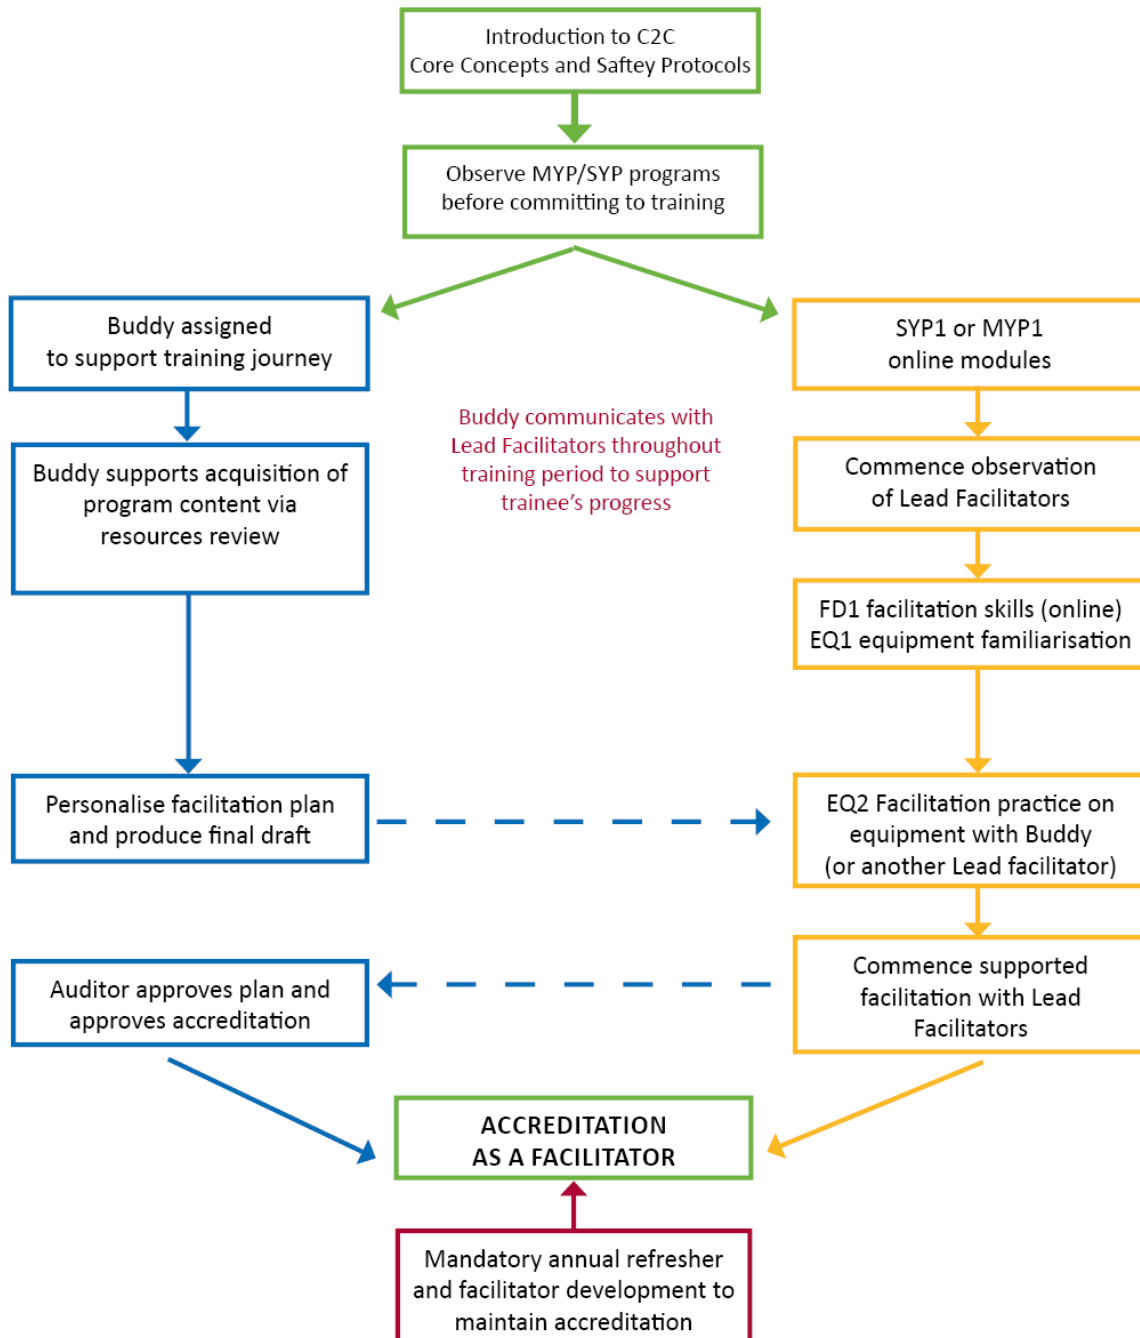 Introduction to C2C
Core Concepts and Saftey Protocols
Observe MYP/SYP programs
before committing to training
Buddy assigned
to support training journey
SYP1 or MYP1
online modules
Buddy communicates with
Lead Facilitators throughout
training period to support
trainee’s progress
Buddy supports acquisition of
program content via
resources review
Commence observation
of Lead Facilitators
FD1 facilitation skills (online)
EQ1 equipment familiarisation
Personalise facilitation plan
and produce final draft
EQ2 Facilitation practice on
equipment with Buddy
(or another Lead facilitator)
Auditor approves plan and
approves accreditation
Commence supported
facilitation with Lead
Facilitators
ACCREDITATION
AS A FACILITATOR
Mandatory annual refresher
and facilitator development to
maintain accreditation